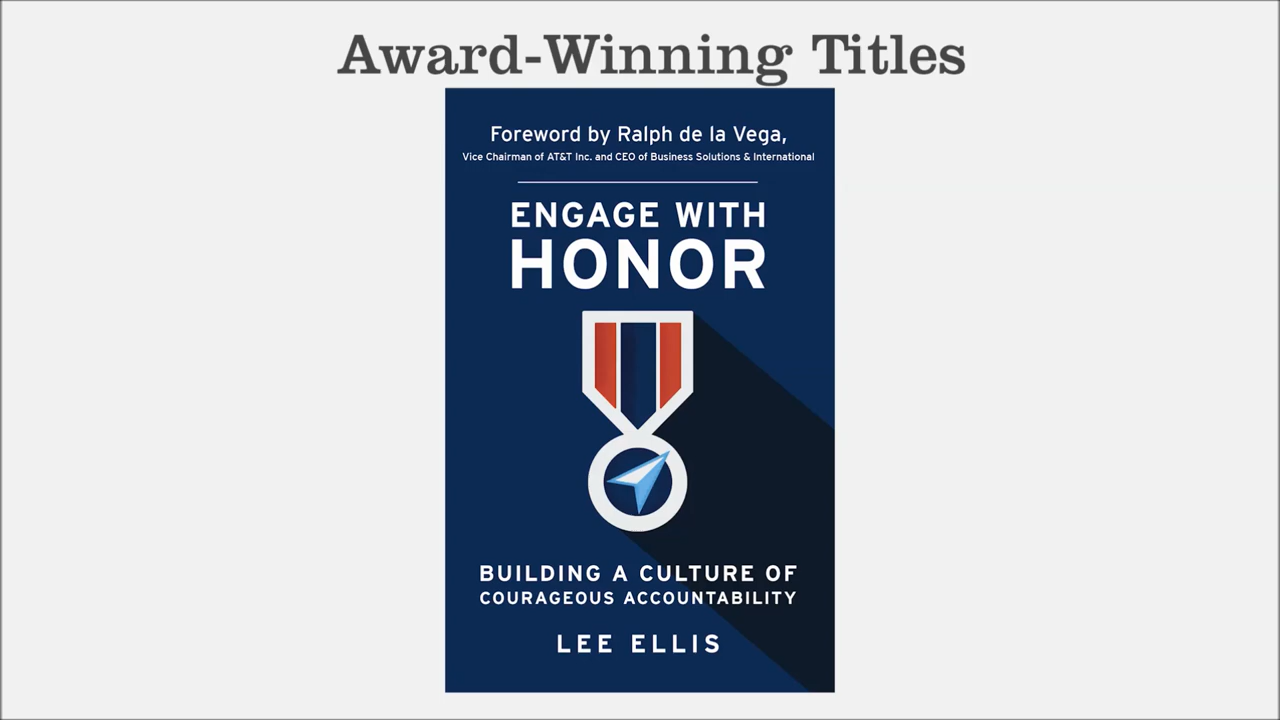 Award-Winning Titles
Foreword by Ralph de la Vega,
Vice Chairman of AT&T Inc. and CEO of Business Solutions & International
ENGAGE WITH
HONOR
BUILDING A CULTURE OF
COURAGEOUS ACCOUNTABILITY
LEE ELLIS